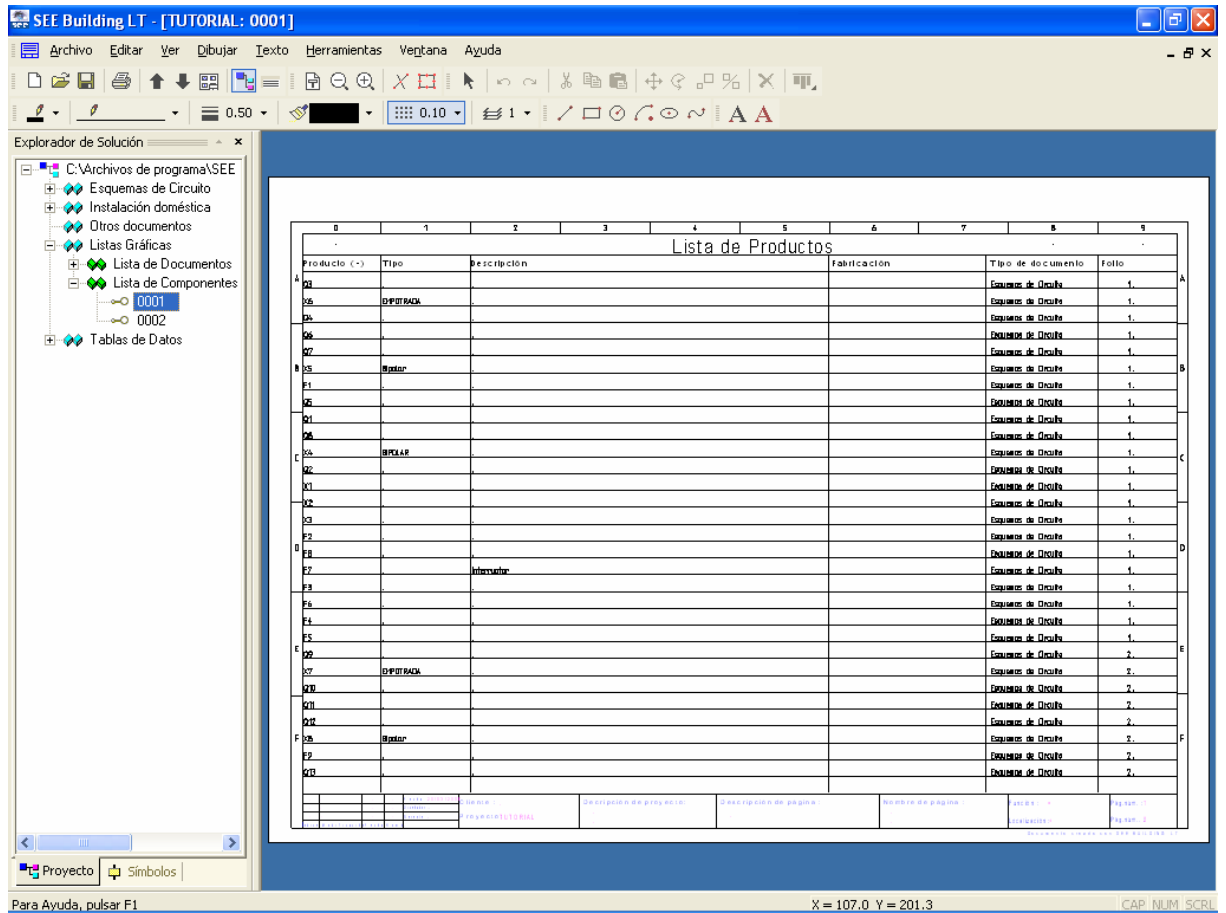 SEE Building LT - [TUTORIAL: 0001]
Archivo Editar Ver Dibujar Texto Herramientas Ventana Ayuda
0.50 0.10 1 A A
Explorador de Solución
C:\Archivos de programa\SEE
Esquemas de Circuito
Instalación doméstica
Otros documentos
Listas Gráficas
Lista de Documentos
Lista de Componentes
0001
0002
Tablas de Datos
Proyecto Símbolos
0 1 2 3 4 5 6 7 8 9
Lista de Productos
Producto (-) Tipo Descripción Fabricación Tipo de documento Folio
Q3 Esquemas de Circuito 1.
X6 EMPOTRADA Esquemas de Circuito 1.
Q4 Esquemas de Circuito 1.
Esquemas de Circuito 1.
Q7 Esquemas de Circuito 1.
X5 Bipolar Esquemas de Circuito 1.
F1 Esquemas de Circuito 1.
Q5 Esquemas de Circuito 1.
Q1 Esquemas de Circuito 1.
Esquemas de Circuito 1.
X4 BIPOLAR Esquemas de Circuito 1.
Q2 Esquemas de Circuito 1.
X1 Esquemas de Circuito 1.
X2 Esquemas de Circuito 1.
X3 Esquemas de Circuito 1.
F2 Esquemas de Circuito 1.
F8 Esquemas de Circuito 1.
F7 Interruptor Esquemas de Circuito 1.
F3 Esquemas de Circuito 1.
F6 Esquemas de Circuito 1.
F4 Esquemas de Circuito 1.
F5 Esquemas de Circuito 1.
Q9 Esquemas de Circuito 2.
X7 EMPOTRADA Esquemas de Circuito 2.
Q10 Esquemas de Circuito 2.
Q11 Esquemas de Circuito 2.
Q12 Esquemas de Circuito 2.
X8 Bipolar Esquemas de Circuito 2.
F9 Esquemas de Circuito 2.
Q13 Esquemas de Circuito 2.
A A
B B
C C
D D
E E
F F
Cliente : Descripción de proyecto: Descripción de pagina : Nombre de pagina : Función : Pag.num. :1
Proyecto:TUTORIAL Localización: Pag.num. : 2
Para Ayuda, pulsar F1 X = 107.0 Y = 201.3 CAP NUM SCRL